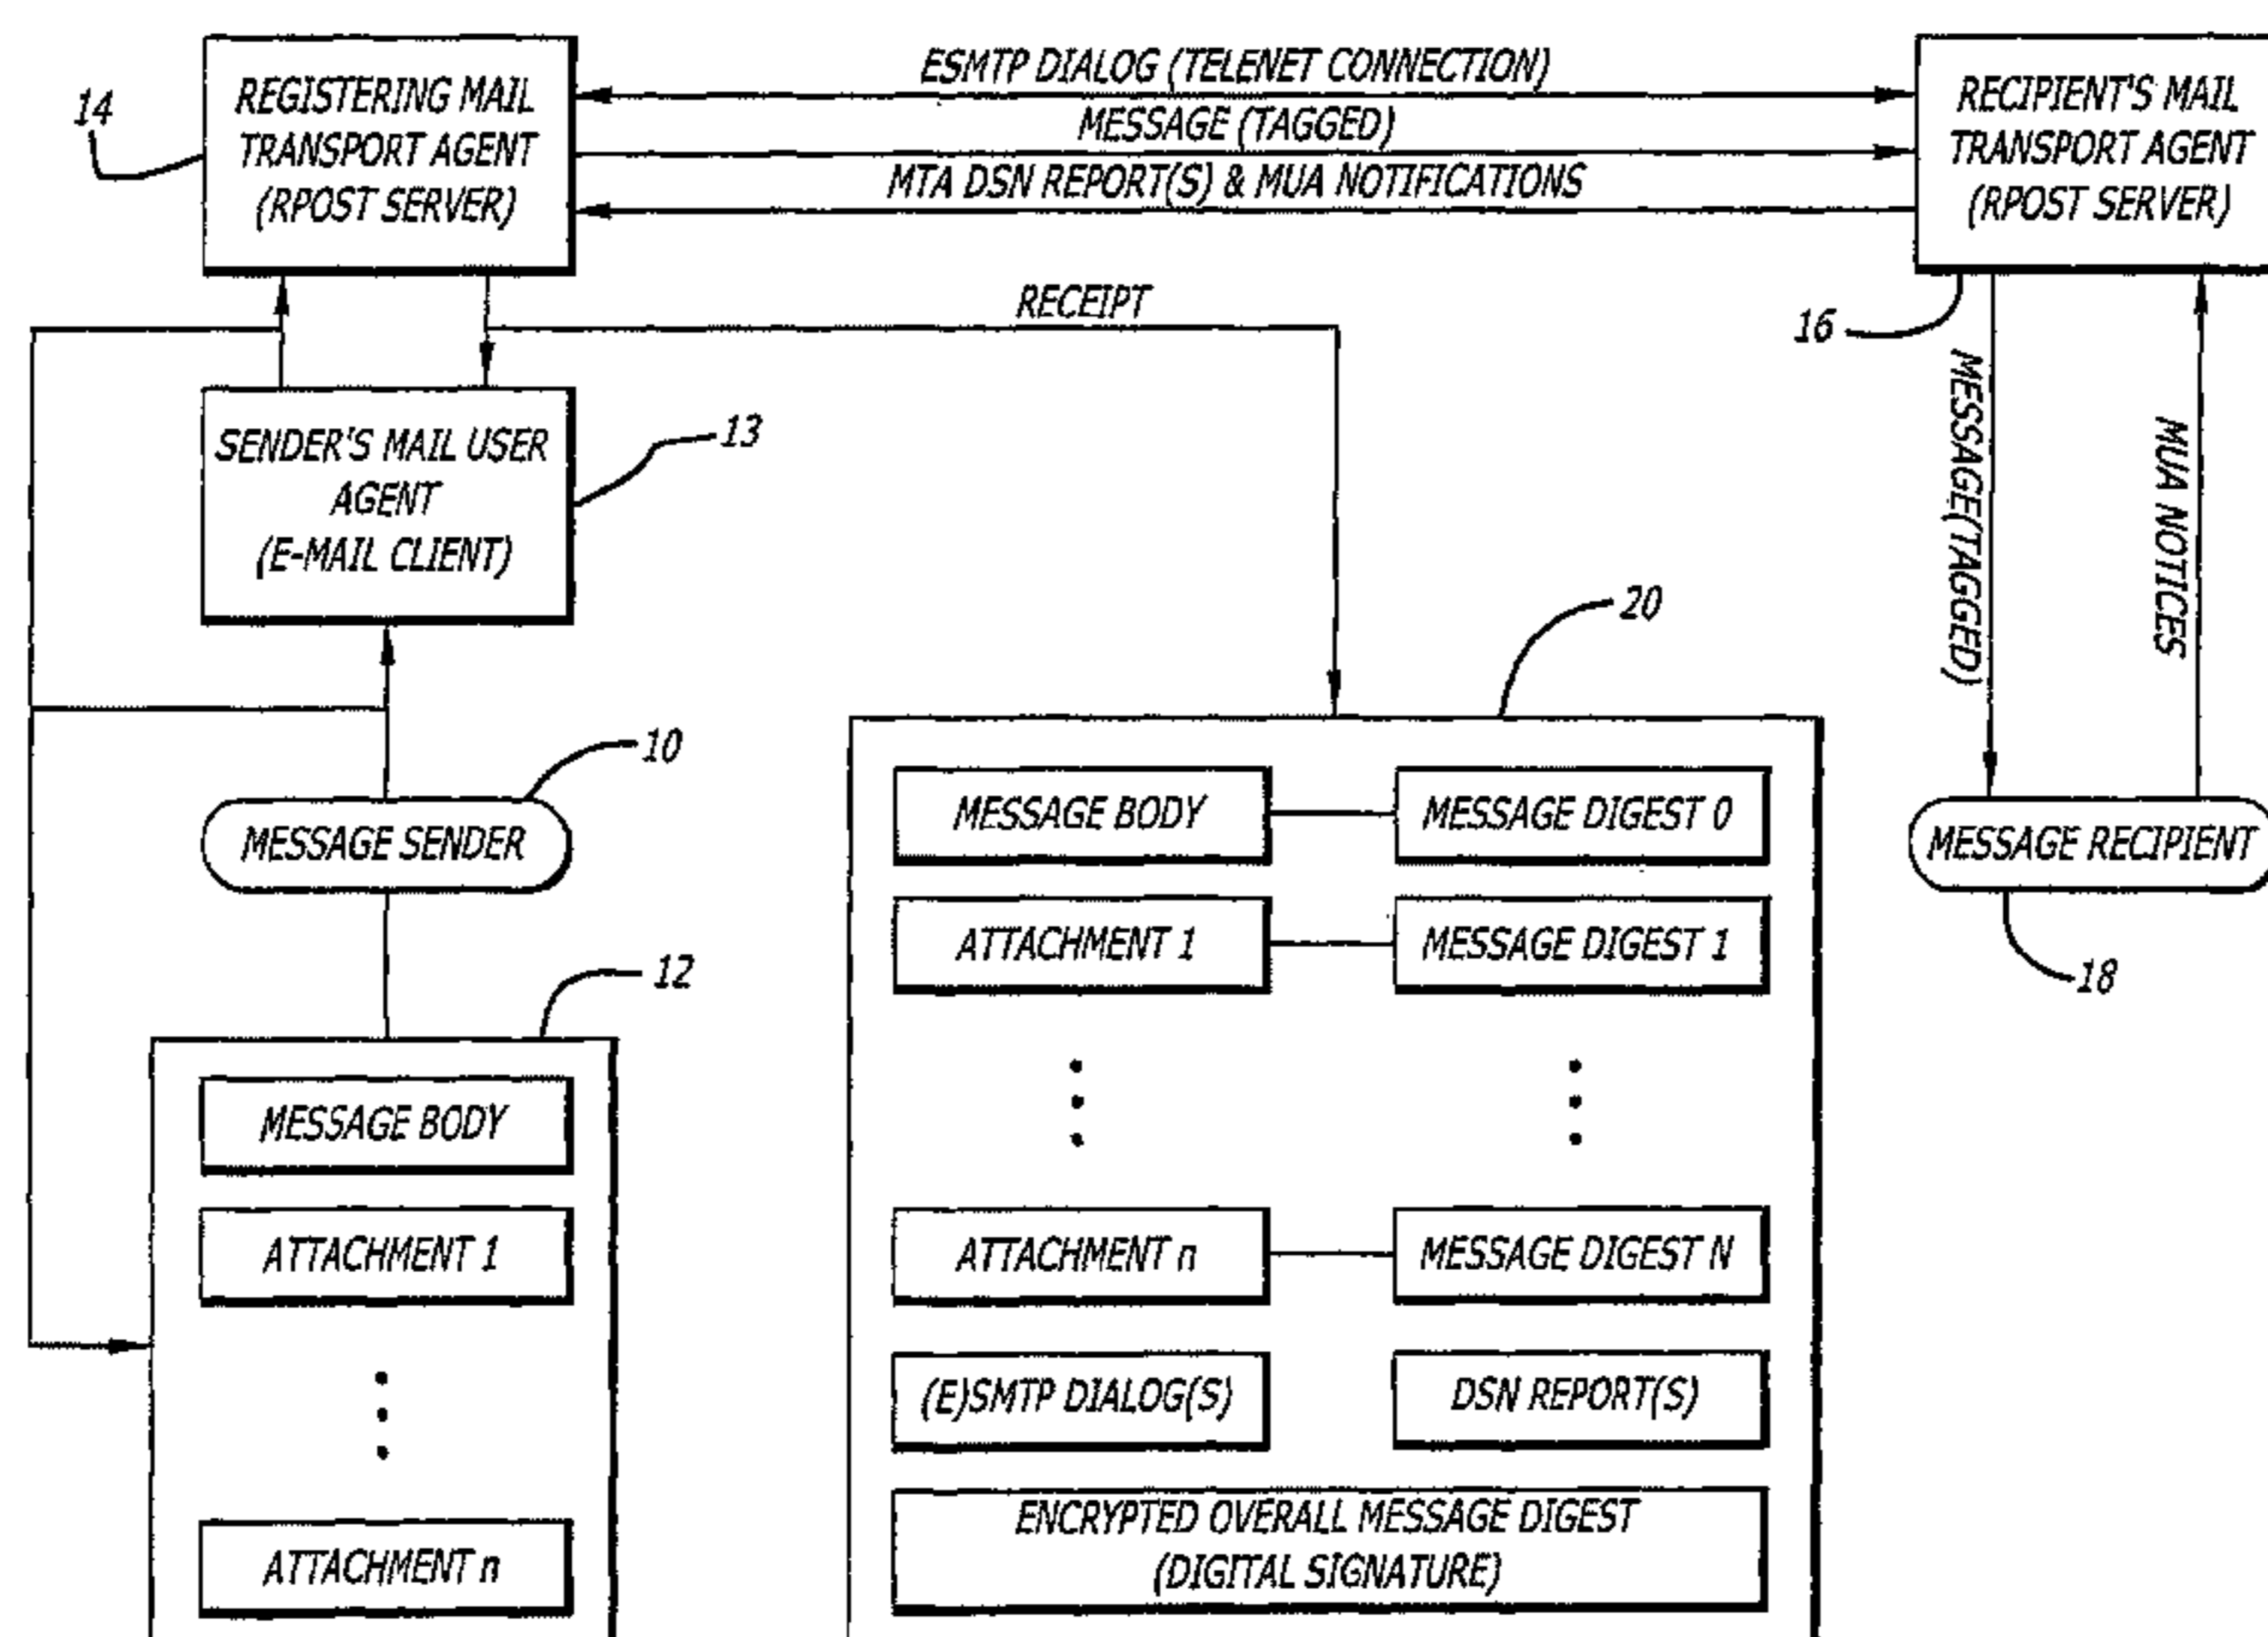 REGISTERING MAIL
TRANSPORT AGENT
(RPOST SERVER)
14
ESMTP DIALOG (TELENET CONNECTION)
MESSAGE (TAGGED)
MTA DSN REPORT(S) & MUA NOTIFICATIONS
RECIPIENT'S MAIL
TRANSPORT AGENT
(RPOST SERVER)
16
RECEIPT
SENDER'S MAIL USER
AGENT
(E-MAIL CLIENT)
13
MESSAGE(TAGGED)
MUA NOTICES
20
10
MESSAGE SENDER
12
MESSAGE BODY
ATTACHMENT 1
ATTACHMENT n
MESSAGE BODY
MESSAGE DIGEST 0
ATTACHMENT 1
MESSAGE DIGEST 1
ATTACHMENT n
MESSAGE DIGEST N
(E)SMTP DIALOG(S)
DSN REPORT(S)
ENCRYPTED OVERALL MESSAGE DIGEST
(DIGITAL SIGNATURE)
MESSAGE RECIPIENT
18